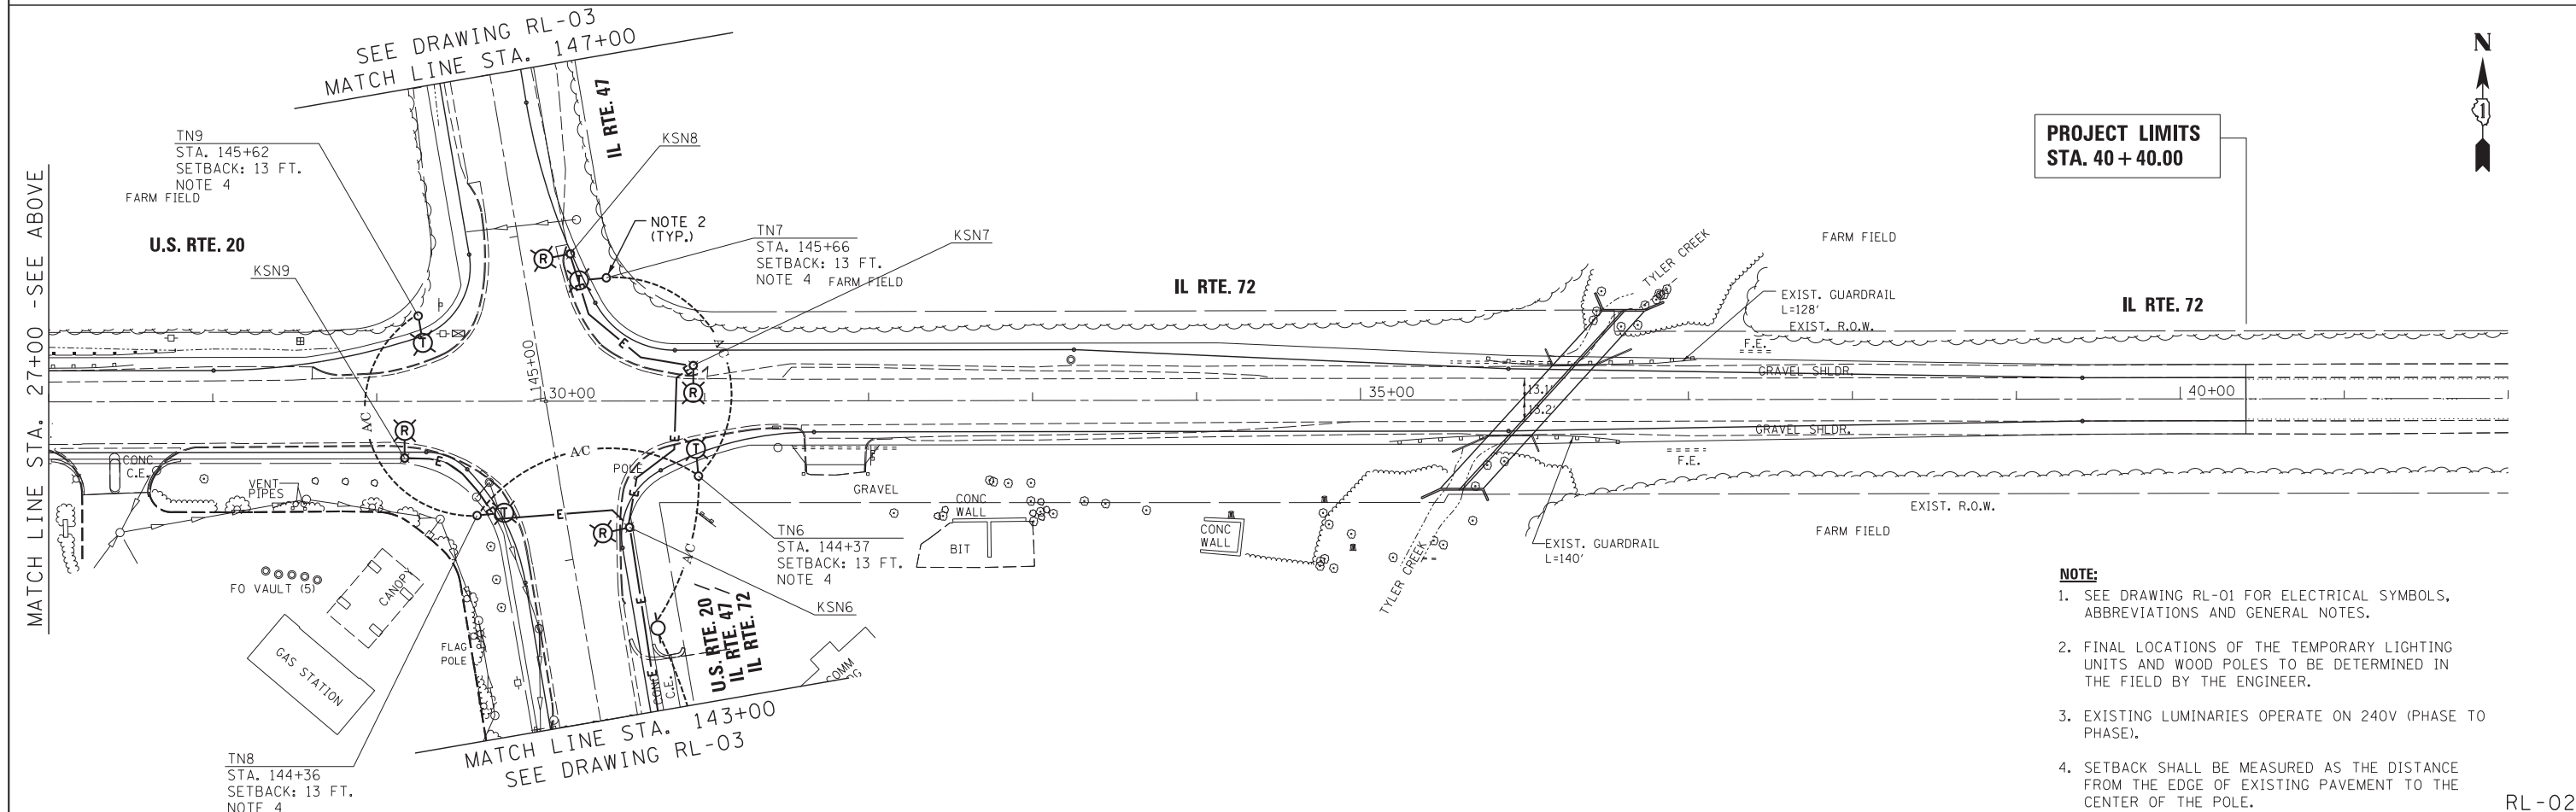 SEE DRAWING RL-03
MATCH LINE STA. 147+00
IL RTE. 47
N
1
PROJECT LIMITS
STA. 40+40.00
TN9
STA. 145+62
SETBACK: 13 FT.
NOTE 4
FARM FIELD
U.S. RTE. 20
KSN9
KSN8
NOTE 2
(TYP.)
TN7
STA. 145+66
SETBACK: 13 FT.
NOTE 4
FARM FIELD
KSN7
IL RTE. 72
TYLER CREEK
FARM FIELD
EXIST. GUARDRAIL
L=128'
EXIST. R.O.W.
IL RTE. 72
F.E.
GRAVEL SHLDR.
MATCH LINE STA. 27+00 -SEE ABOVE
R
T
T
E
A/C
R
145+00
30+00
35+00
13.1'
13.2'
40+00
GRAVEL SHLDR.
F.E.
A/C
R
E
CONC
C.E.
VENT
PIPES
A/C
E
T
POLE
E
GRAVEL
CONC
WALL
BIT
CONC
WALL
T
E
R
EXIST. R.O.W.
FARM FIELD
EXIST. GUARDRAIL
L=140'
TYLER CREEK
TN6
STA. 144+37
SETBACK: 13 FT.
NOTE 4
A/C
E
KSN6
FO VAULT (5)
CANOPY
GAS STATION
FLAG
POLE
E
C.E.
U.S. RTE. 20 /
IL RTE. 47 /
IL RTE. 72
COMM
MATCH LINE STA. 143+00
SEE DRAWING RL-03
TN8
STA. 144+36
SETBACK: 13 FT.
NOTE 4
NOTE:
1. SEE DRAWING RL-01 FOR ELECTRICAL SYMBOLS,
ABBREVIATIONS AND GENERAL NOTES.
2. FINAL LOCATIONS OF THE TEMPORARY LIGHTING
UNITS AND WOOD POLES TO BE DETERMINED IN
THE FIELD BY THE ENGINEER.
3. EXISTING LUMINARIES OPERATE ON 240V (PHASE TO
PHASE).
4. SETBACK SHALL BE MEASURED AS THE DISTANCE
FROM THE EDGE OF EXISTING PAVEMENT TO THE
CENTER OF THE POLE.
RL-02